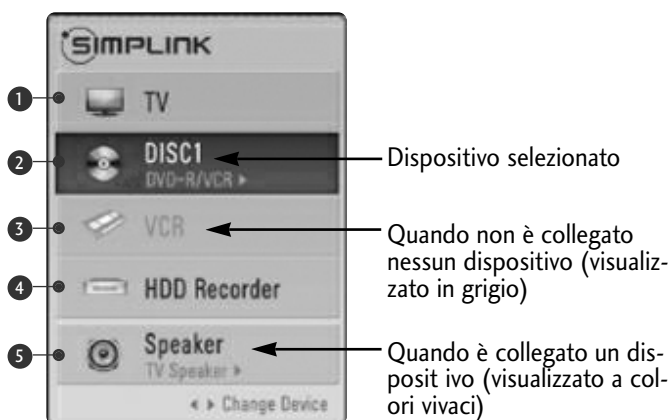 SIMPLINK
1 TV
2 DISC1
DVD-R/VCR ▸
Dispositivo selezionato
3 VCR
Quando non è collegato
nessun dispositivo (visualiz-
zato in grigio)
4 HDD Recorder
5 Speaker
TV Speaker ▸
Quando è collegato un dis-
posit ivo (visualizzato a col-
ori vivaci)
◂ ▸ Change Device